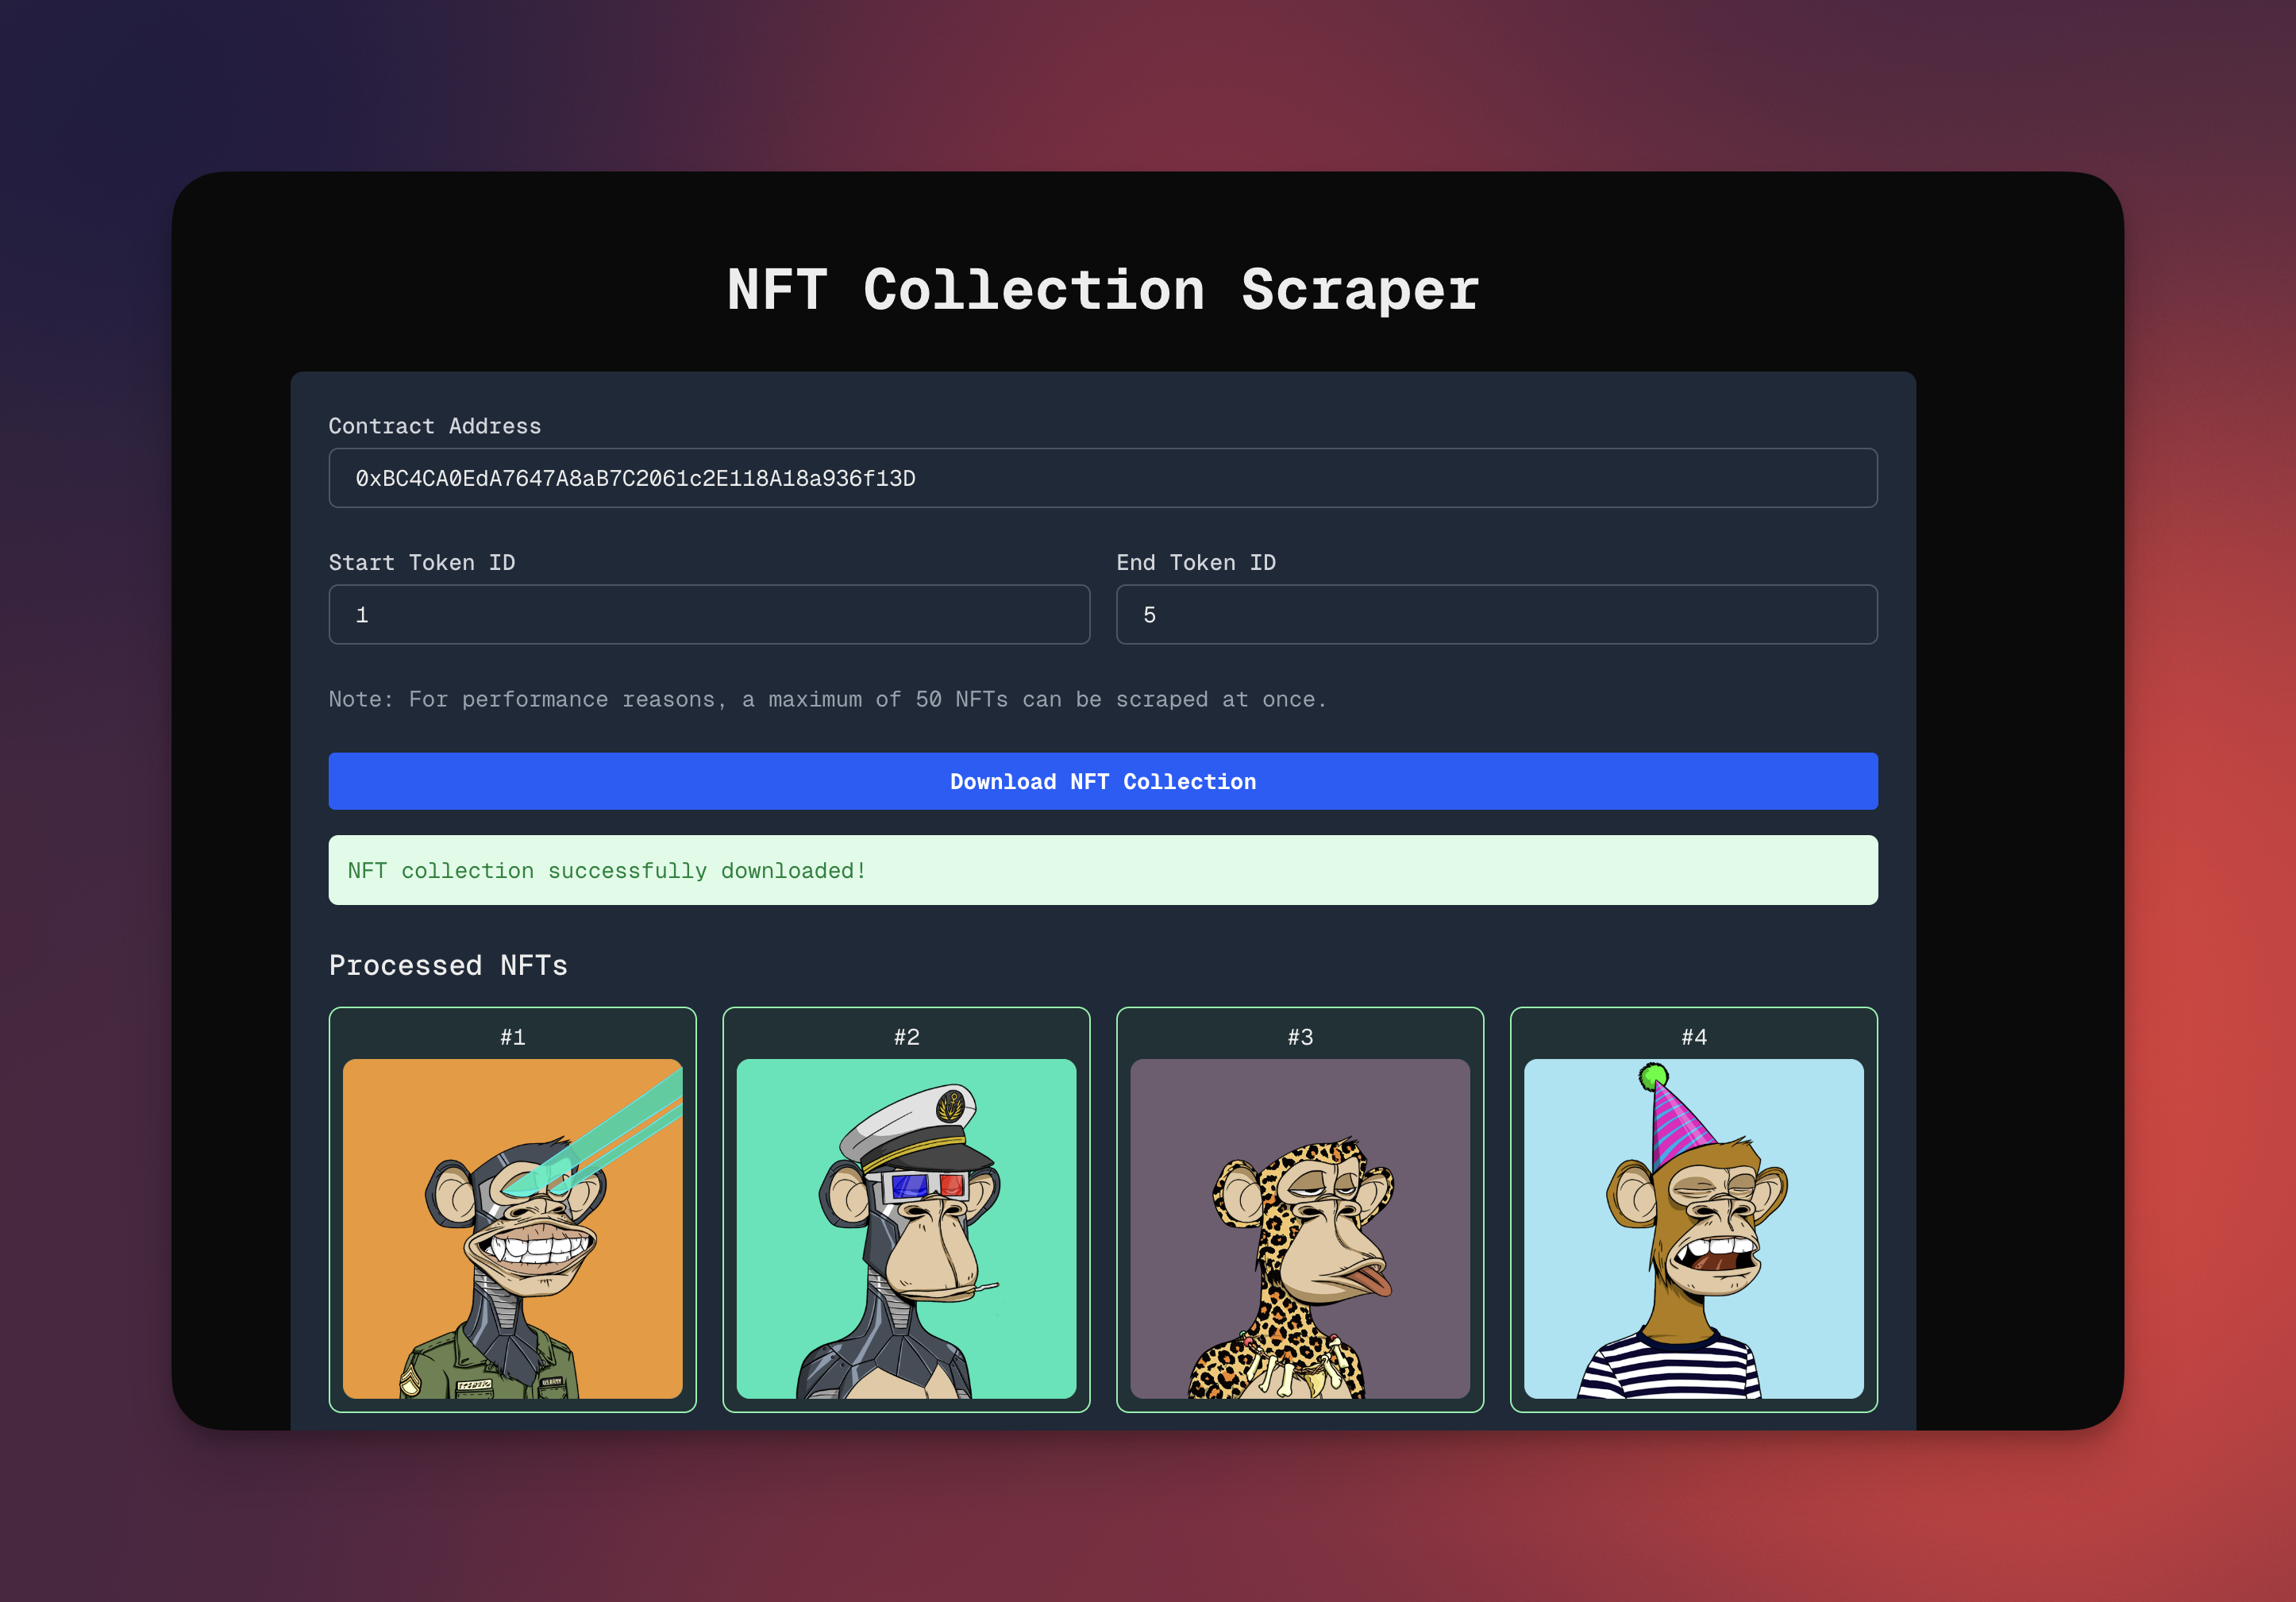 NFT Collection Scraper
Contract Address
0xBC4CA0EdA7647A8aB7C2061c2E118A18a936f13D
Start Token ID
End Token ID
1
5
Note: For performance reasons, a maximum of 50 NFTs can be scraped at once.
Download NFT Collection
NFT collection successfully downloaded!
Processed NFTs
#1
#2
#3
#4